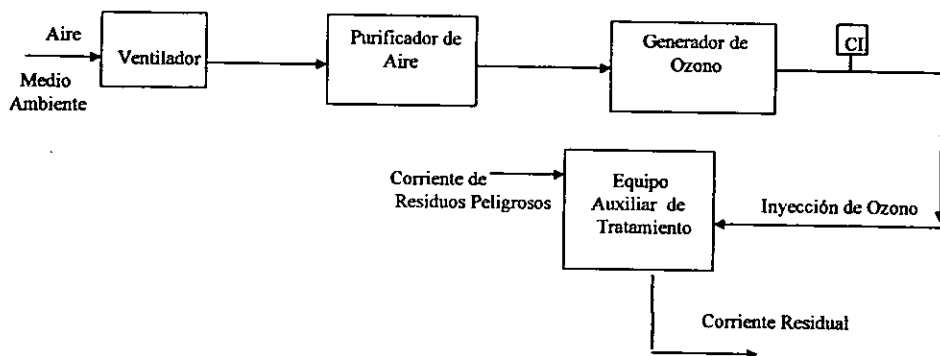 Aire
Medio
Ambiente
Ventilador
Purificador de
Aire
Generador de
Ozono
CI
Corriente de
Residuos Peligrosos
Equipo
Auxiliar de
Tratamiento
Inyección de Ozono
Corriente Residual